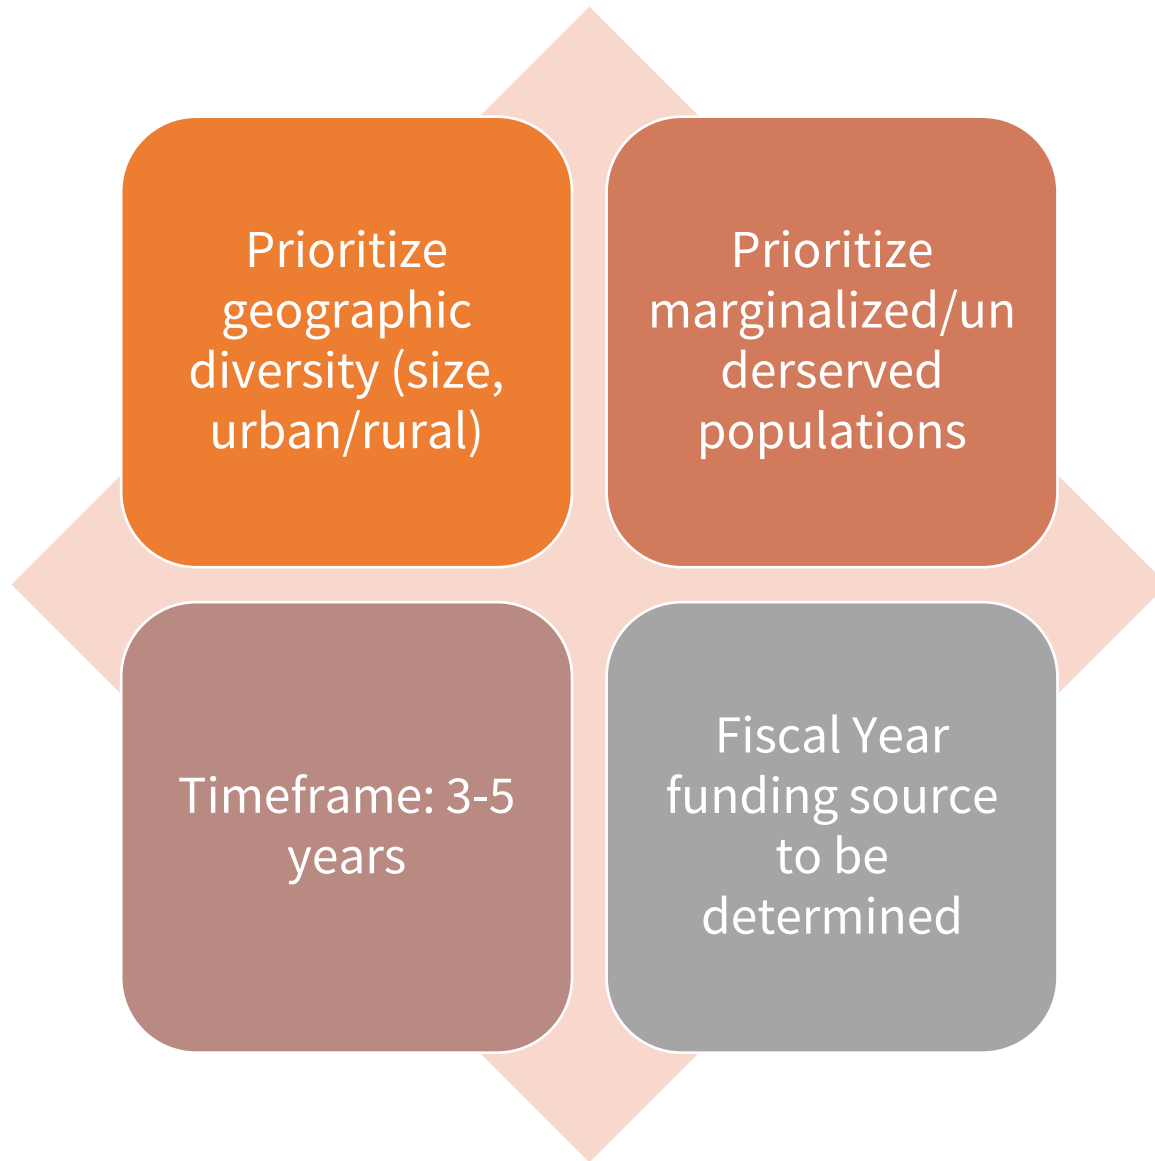 Prioritize
geographic
diversity (size,
urban/rural)
Prioritize
marginalized/un
derserved
populations
Timeframe: 3-5
years
Fiscal Year
funding source
to be
determined